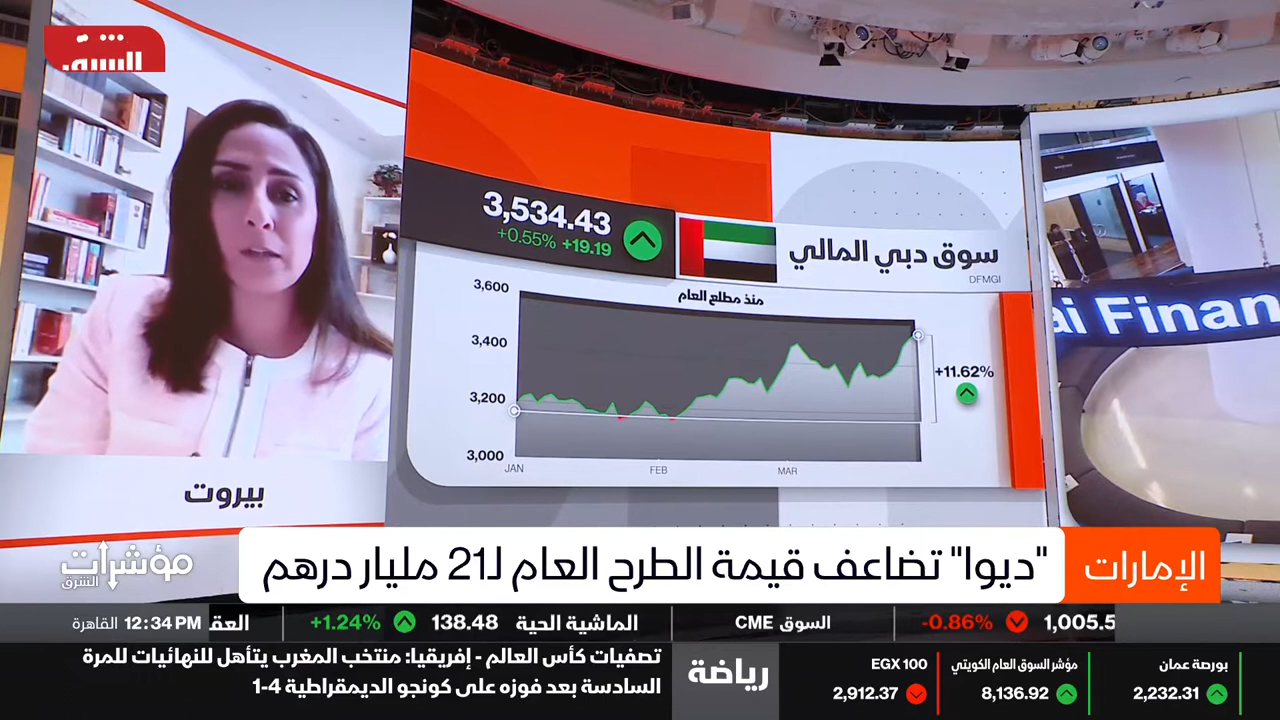 الشرق
3,534.43
+0.55% +19.19
سوق دبي المالي
DFMGI
منذ مطلع العام
3,600
3,400
3,200
3,000
JAN FEB MAR
+11.62%
ai Finan
بيروت
مؤشرات
الشرق
الإمارات
"ديوا" تضاعف قيمة الطرح العام لـ21 مليار درهم
1,005.5 -0.86%
السوق CME
الماشية الحية 138.48 +1.24%
العقـ
12:34 PM القاهرة
بورصة عمان
2,232.31
مؤشر السوق العام الكويتي
8,136.92
EGX 100
2,912.37
رياضة
تصفيات كأس العالم - إفريقيا: منتخب المغرب يتأهل للنهائيات للمرة
السادسة بعد فوزه على كونجو الديمقراطية 4-1